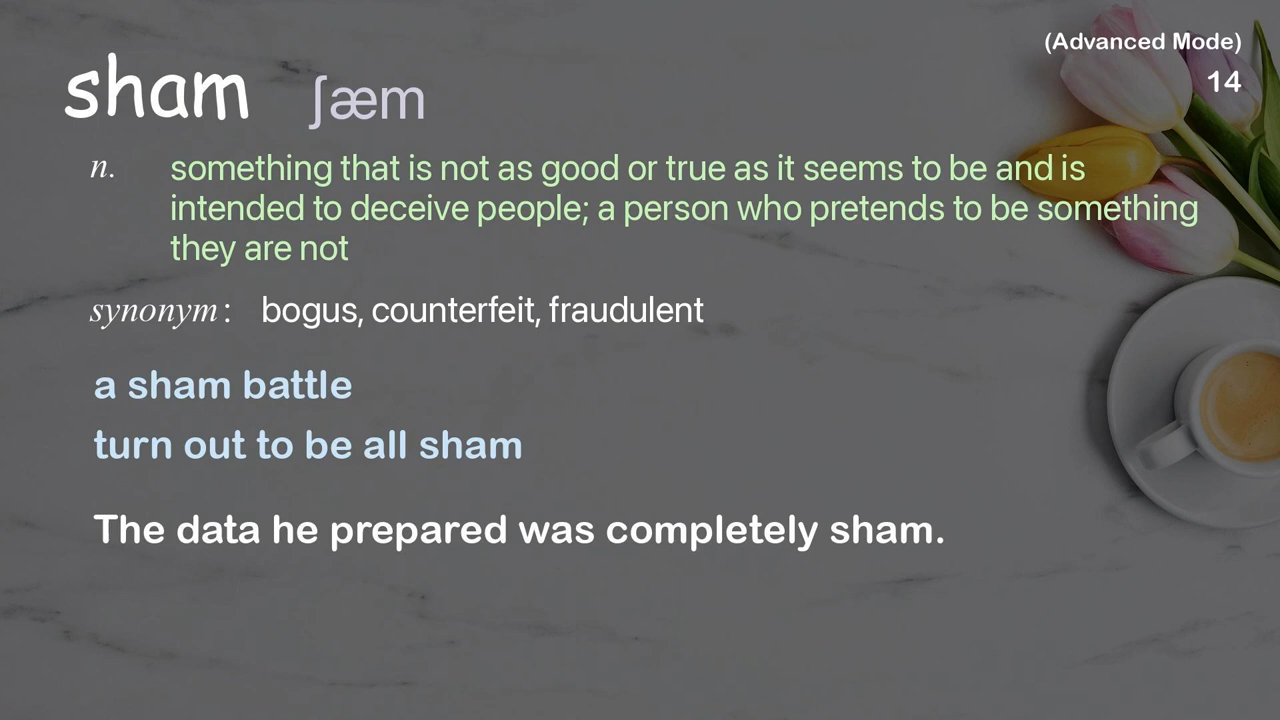 (Advanced Mode)
14
sham ʃæm
n. something that is not as good or true as it seems to be and is
intended to deceive people; a person who pretends to be something
they are not
synonym: bogus, counterfeit, fraudulent
a sham battle
turn out to be all sham
The data he prepared was completely sham.